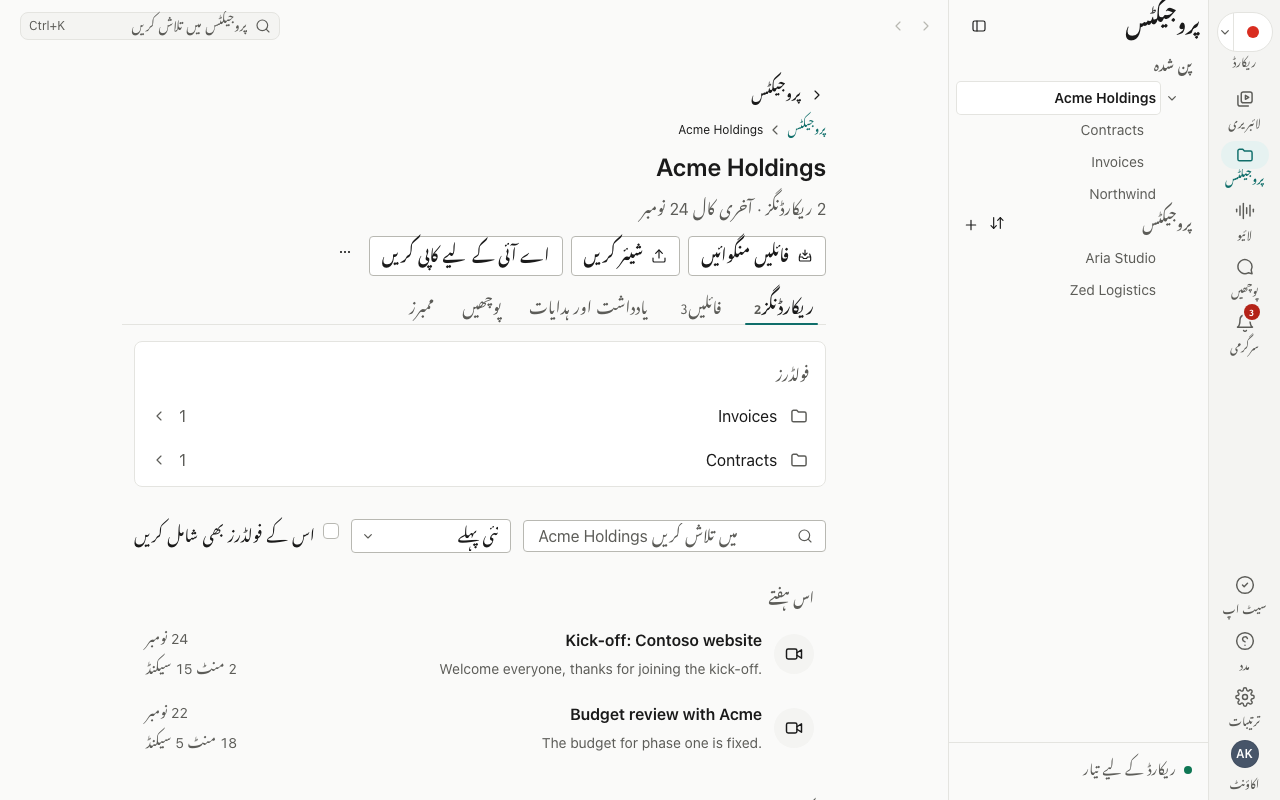 ریکارڈ
لائبریری
پروجیکٹس
لائیو
پوچھیں
3
سرگرمی
سیٹ اپ
مدد
ترتیبات
AK
اکاؤنٹ
پروجیکٹس
پن شدہ
Acme Holdings
Contracts
Invoices
Northwind
پروجیکٹس
Aria Studio
Zed Logistics
ریکارڈ کے لیے تیار
پروجیکٹس میں تلاش کریں Ctrl+K
پروجیکٹس
پروجیکٹس Acme Holdings
Acme Holdings
2 ریکارڈنگز · آخری کال 24 نومبر
فائلیں منگوائیں شیئر کریں اے آئی کے لیے کاپی کریں ...
ریکارڈنگز 2 فائلیں 3 یادداشت اور ہدایات پوچھیں ممبرز
فولڈرز
Invoices 1
Contracts 1
Acme Holdings میں تلاش کریں نئی پہلے اس کے فولڈرز بھی شامل کریں
اس ہفتے
Kick-off: Contoso website 24 نومبر
Welcome everyone, thanks for joining the kick-off. 2 منٹ 15 سیکنڈ
Budget review with Acme 22 نومبر
The budget for phase one is fixed. 18 منٹ 5 سیکنڈ